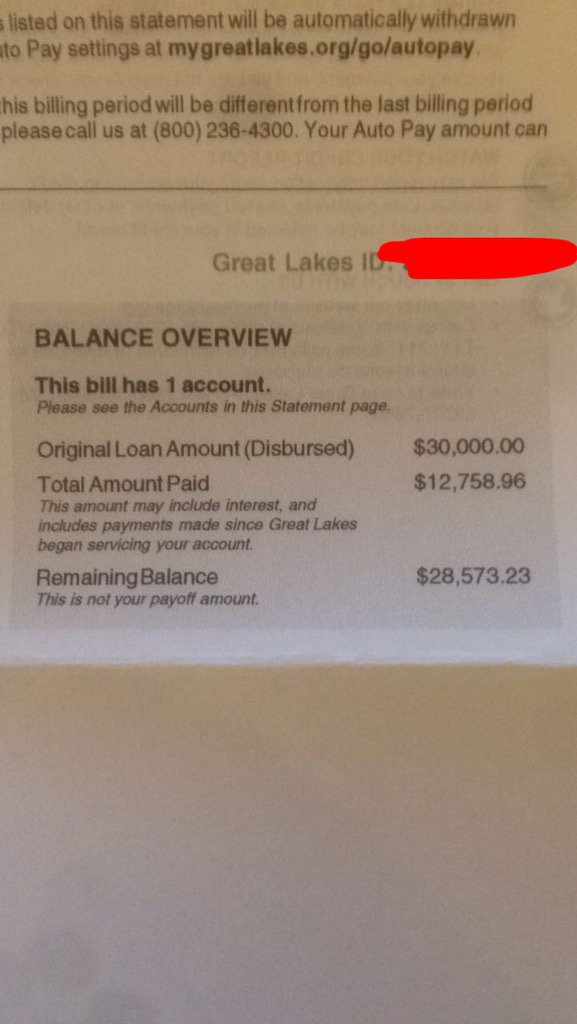 listed on this statement will be automatically withdrawn
Pay settings at mygreatlakes.org/go/autopay.
this billing period will be different from the last billing period
please call us at (800) 236-4300. Your Auto Pay amount can
Great Lakes ID:
BALANCE OVERVIEW
This bill has 1 account.
Please see the Accounts in this Statement page.
Original Loan Amount (Disbursed) $30,000.00
Total Amount Paid $12,758.96
This amount may include interest, and
includes payments made since Great Lakes
began servicing your account.
Remaining Balance $28,573.23
This is not your payoff amount.